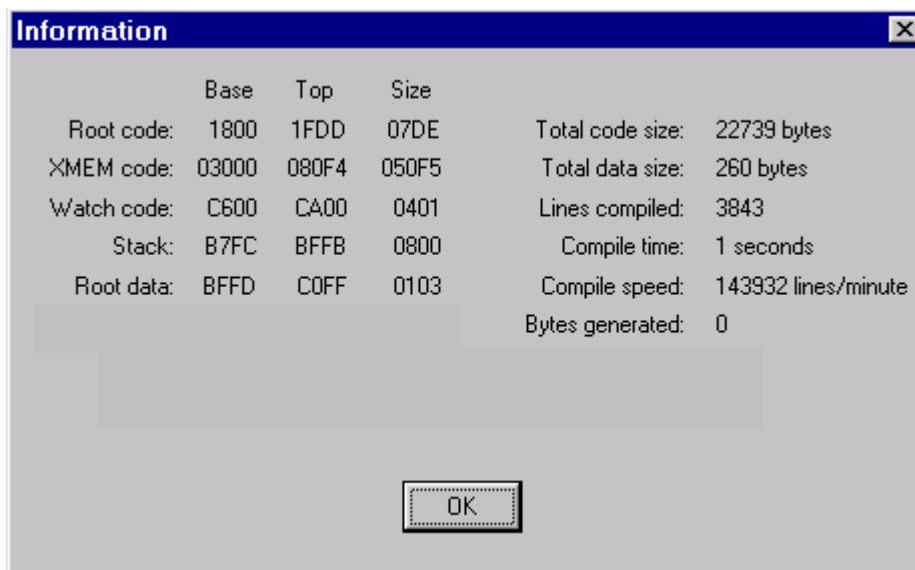 Information
Base Top Size
Root code: 1800 1FDD 07DE Total code size: 22739 bytes
XMEM code: 03000 080F4 050F5 Total data size: 260 bytes
Watch code: C600 CA00 0401 Lines compiled: 3843
Stack: B7FC BFFB 0800 Compile time: 1 seconds
Root data: BFFD C0FF 0103 Compile speed: 143932 lines/minute
Bytes generated: 0
OK